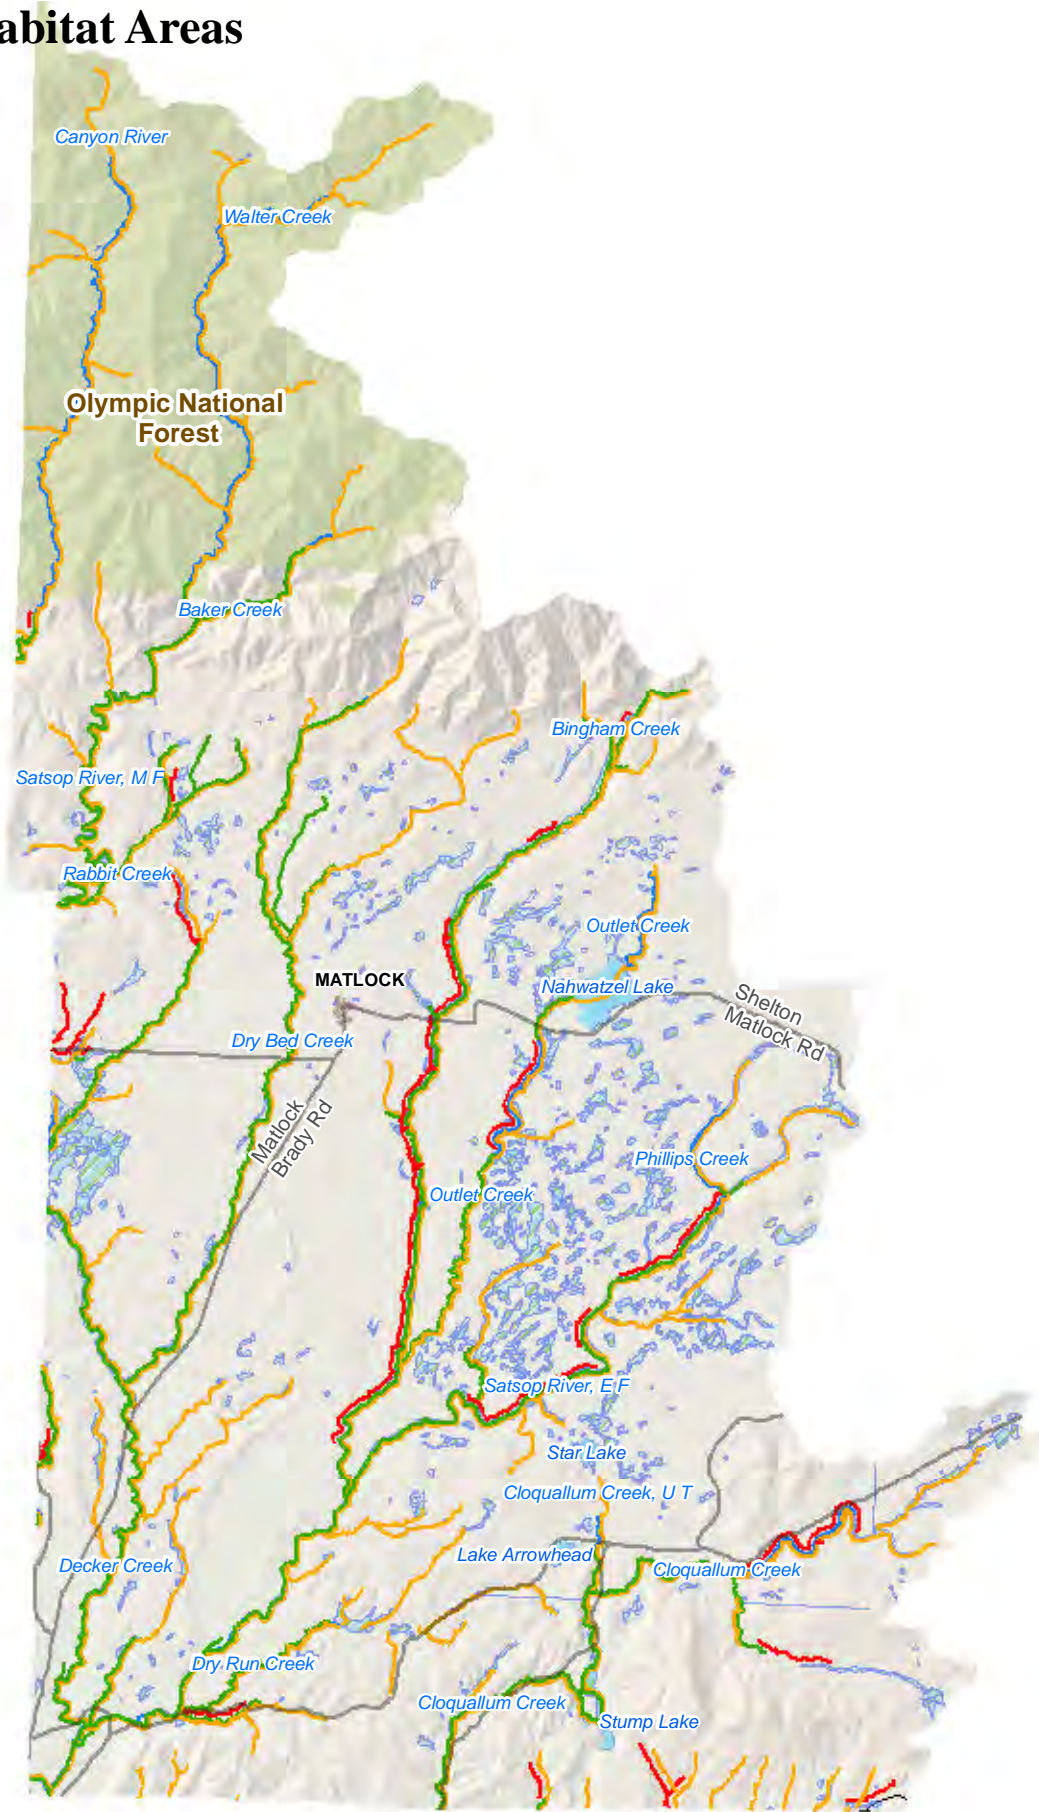 abitat Areas
Canyon River
Walter Creek
Olympic National
Forest
Baker Creek
Bingham Creek
Satsop River, M F
Rabbit Creek
Outlet Creek
MATLOCK
Nahwatzel Lake
Shelton
Matlock Rd
Dry Bed Creek
Matlock
Brady Rd
Phillips Creek
Outlet Creek
Satsop River, E F
Star Lake
Cloquallum Creek, U T
Lake Arrowhead
Decker Creek
Cloquallum Creek
Dry Run Creek
Cloquallum Creek
Stump Lake